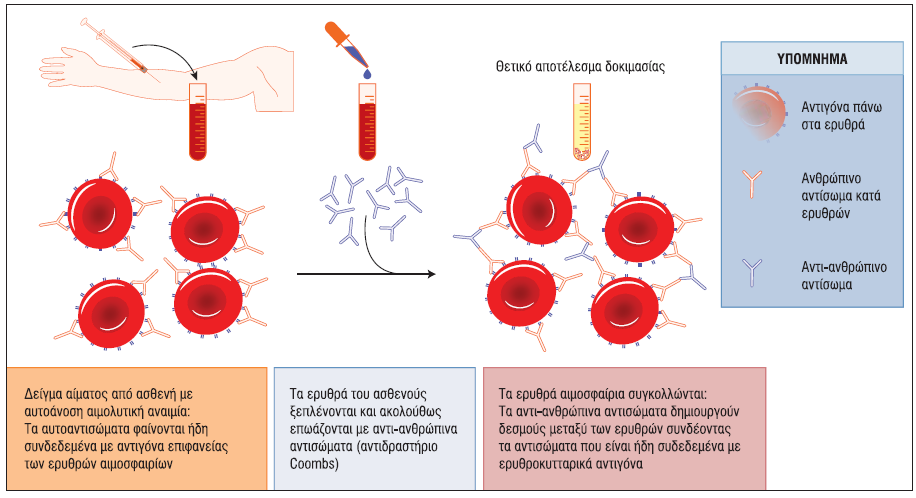 Θετικό αποτέλεσμα δοκιμασίας
ΥΠΟΜΝΗΜΑ
Αντιγόνα πάνω
στα ερυθρά
Ανθρώπινο
αντίσωμα κατά
ερυθρών
Αντι-ανθρώπινο
αντίσωμα
Δείγμα αίματος από ασθενή με
αυτοάνοση αιμολυτική αναιμία:
Τα αυτοαντισώματα φαίνονται ήδη
συνδεδεμένα με αντιγόνα επιφανείας
των ερυθρών αιμοσφαιρίων
Τα ερυθρά του ασθενούς
ξεπλένονται και ακολούθως
επωάζονται με αντι-ανθρώπινα
αντισώματα (αντιδραστήριο
Coombs)
Τα ερυθρά αιμοσφαίρια συγκολλώνται:
Τα αντι-ανθρώπινα αντισώματα δημιουργούν
δεσμούς μεταξύ των ερυθρών συνδέοντας
τα αντισώματα που είναι ήδη συδεδεμένα με
ερυθροκυτταρικά αντιγόνα